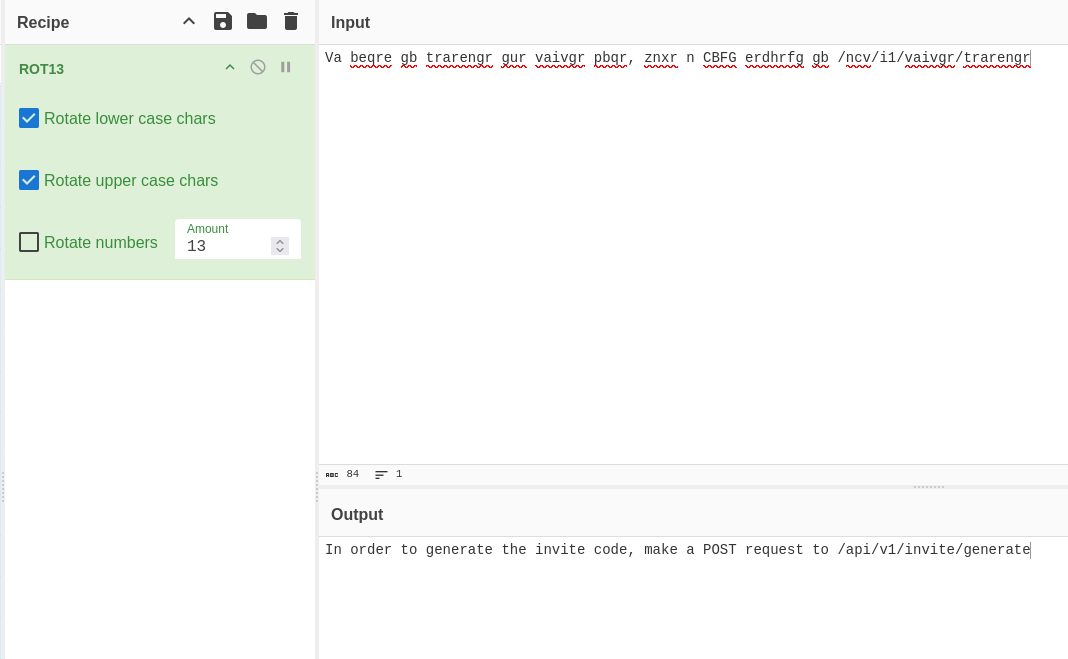 Recipe
ROT13
Rotate lower case chars
Rotate upper case chars
Rotate numbers
Amount
13
Input
Va beqre gb trarengr gur vaivgr pbqr, znxr n CBFG erdhrfg gb /ncv/i1/vaivgr/trarengr
ABC 84 1
Output
In order to generate the invite code, make a POST request to /api/v1/invite/generate